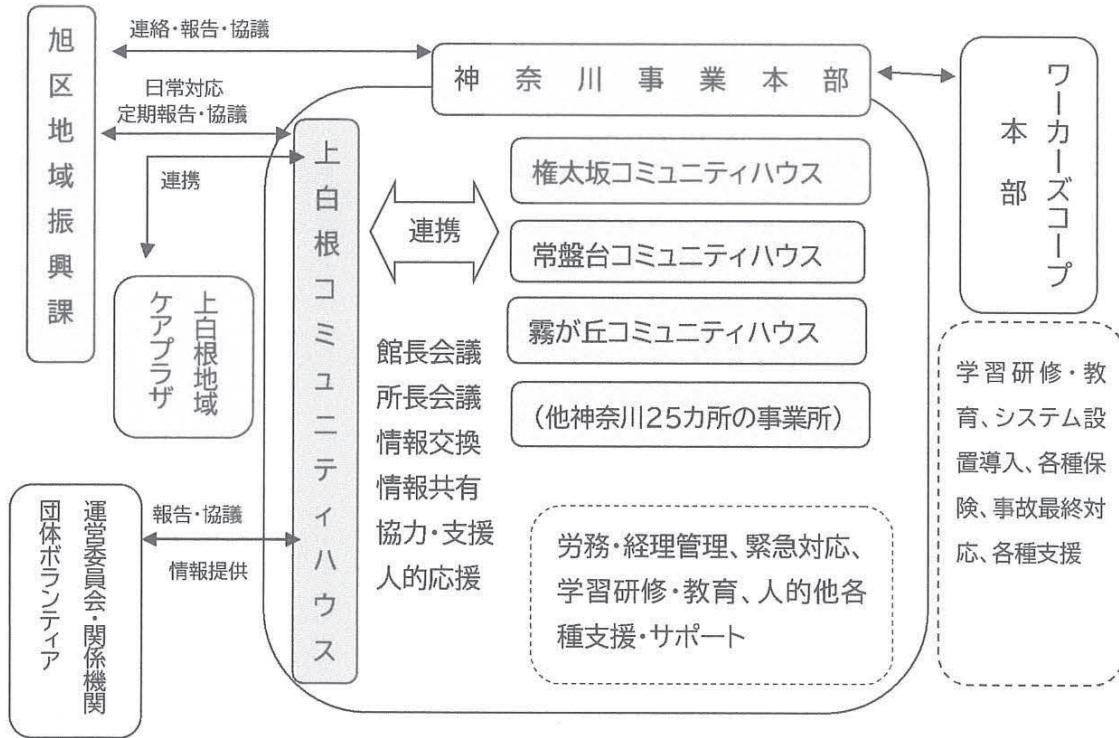 旭区地域振興課
連絡・報告・協議
日常対応
定期報告・協議
連携
上白根地域
ケアプラザ
運営委員会・関係機関
団体ボランティア
報告・協議
情報提供
神奈川事業本部
上白根コミュニティハウス
連携
館長会議
所長会議
情報交換
情報共有
協力・支援
人的応援
権太坂コミュニティハウス
常盤台コミュニティハウス
霧が丘コミュニティハウス
(他神奈川25カ所の事業所)
労務・経理管理、緊急対応、
学習研修・教育、人的他各
種支援・サポート
ワーカーズコープ
本部
学習研修・教
育、システム設
置導入、各種保
険、事故最終対
応、各種支援